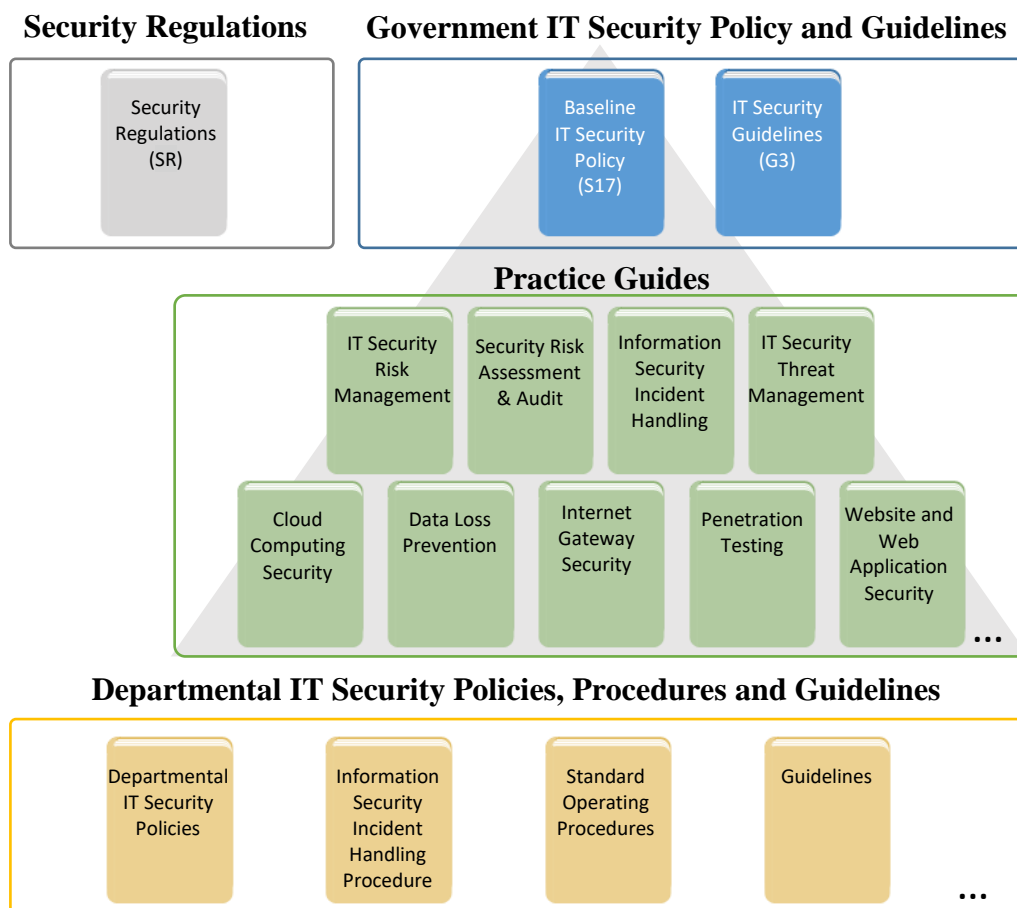 Security Regulations
Government IT Security Policy and Guidelines
Security
Regulations
(SR)
Baseline
IT Security
Policy
(S17)
IT Security
Guidelines
(G3)
Practice Guides
IT Security
Risk
Management
Security Risk
Assessment
& Audit
Information
Security
Incident
Handling
IT Security
Threat
Management
Cloud
Computing
Security
Data Loss
Prevention
Internet
Gateway
Security
Penetration
Testing
Website and
Web
Application
Security
...
Departmental IT Security Policies, Procedures and Guidelines
Departmental
IT Security
Policies
Information
Security
Incident
Handling
Procedure
Standard
Operating
Procedures
Guidelines
...